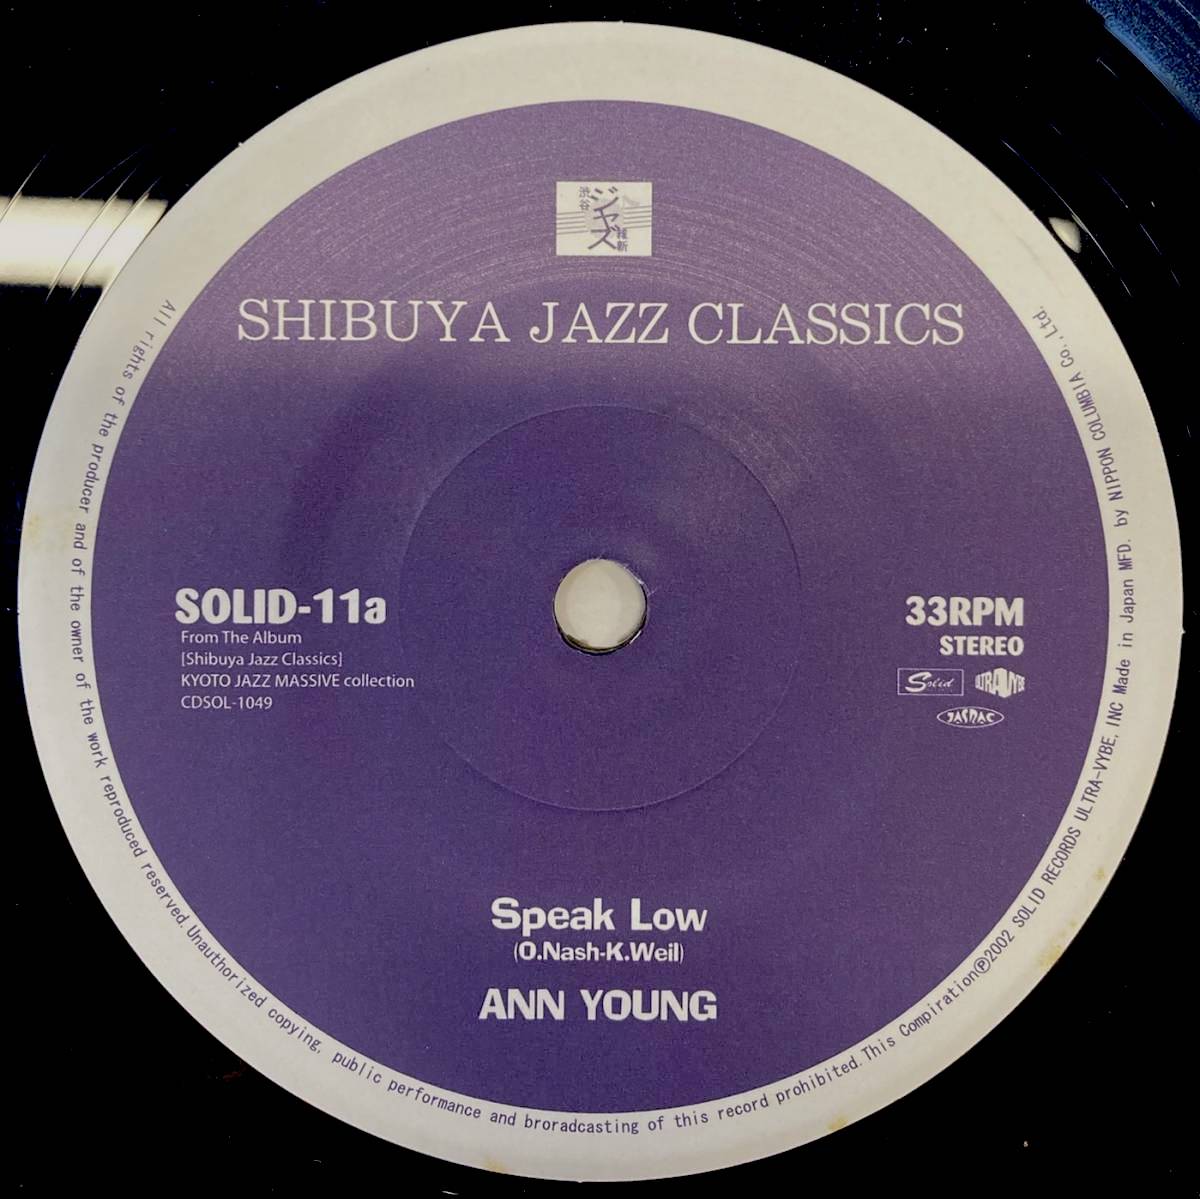 渋谷
ジャズ
維新
SHIBUYA JAZZ CLASSICS
SOLID-11a
From The Album
[Shibuya Jazz Classics]
KYOTO JAZZ MASSIVE collection
CDSOL-1049
33RPM
STEREO
Solid
ULTRA-VYBE
JASRAC
Speak Low
(O.Nash-K.Weil)
ANN YOUNG
All rights of the producer and of the owner of the work reproduced reserved.Unauthorized copying, public performance and broradcasting of this record prohibited.This Compiration℗2002 SOLID RECORDS ULTRA-VYBE, INC Made in Japan MFD. by NIPPON COLUMBIA Co.,Ltd.